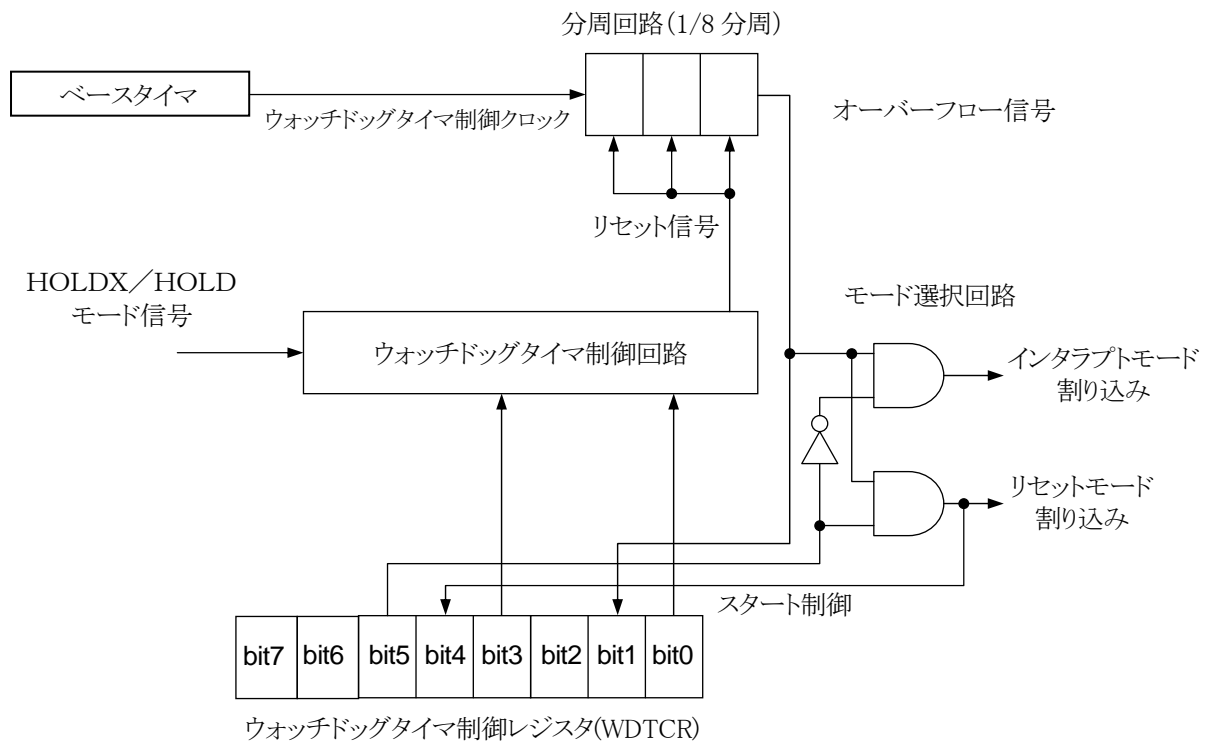 分周回路(1/8 分周)
ベースタイマ
ウォッチドッグタイマ制御クロック
オーバーフロー信号
リセット信号
HOLDX/HOLD
モード信号
モード選択回路
ウォッチドッグタイマ制御回路
インタラプトモード
割り込み
リセットモード
割り込み
スタート制御
bit7 bit6 bit5 bit4 bit3 bit2 bit1 bit0
ウォッチドッグタイマ制御レジスタ(WDTCR)